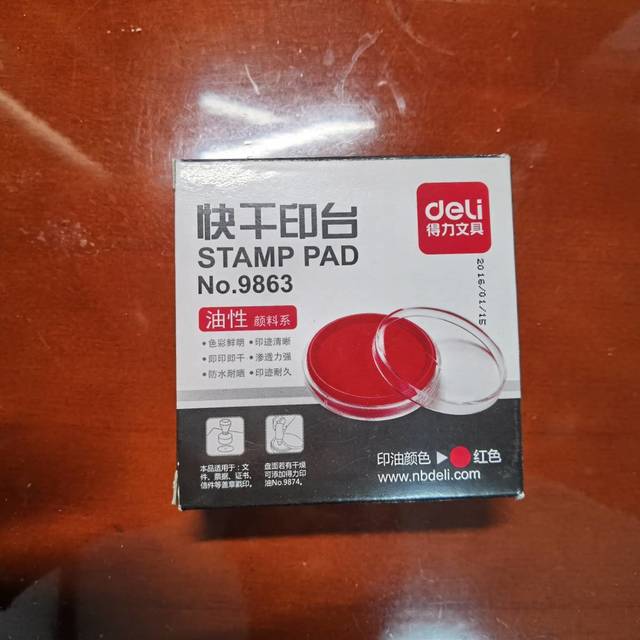 快干印台
STAMP PAD
No.9863
deli
得力文具
2016/01/15
油性 颜料系
·色彩鲜明 ·印迹清晰
·即印即干 ·渗透力强
·防水耐晒 ·印迹耐久
本品适用于：文
件、票据、证书、
信件等盖章戳印。
盘面若有干燥
可添加得力印
油No.9874。
印油颜色 ▶ 红色
www.nbdeli.com